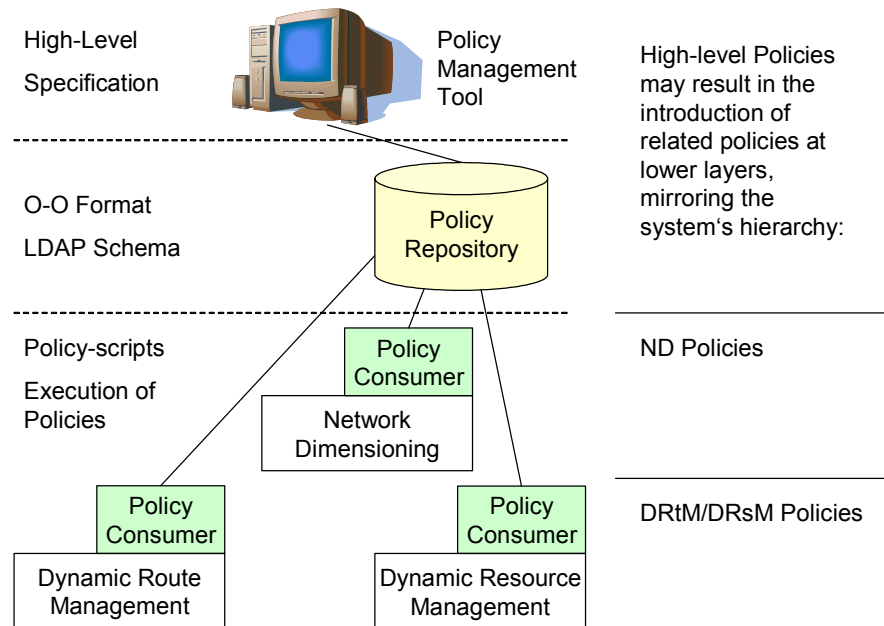 High-Level
Specification
Policy
Management
Tool
High-level Policies
may result in the
introduction of
related policies at
lower layers,
mirroring the
system‘s hierarchy:
O-O Format
LDAP Schema
Policy
Repository
Policy-scripts
Execution of
Policies
Policy
Consumer
Network
Dimensioning
ND Policies
Policy
Consumer
Dynamic Route
Management
Policy
Consumer
Dynamic Resource
Management
DRtM/DRsM Policies